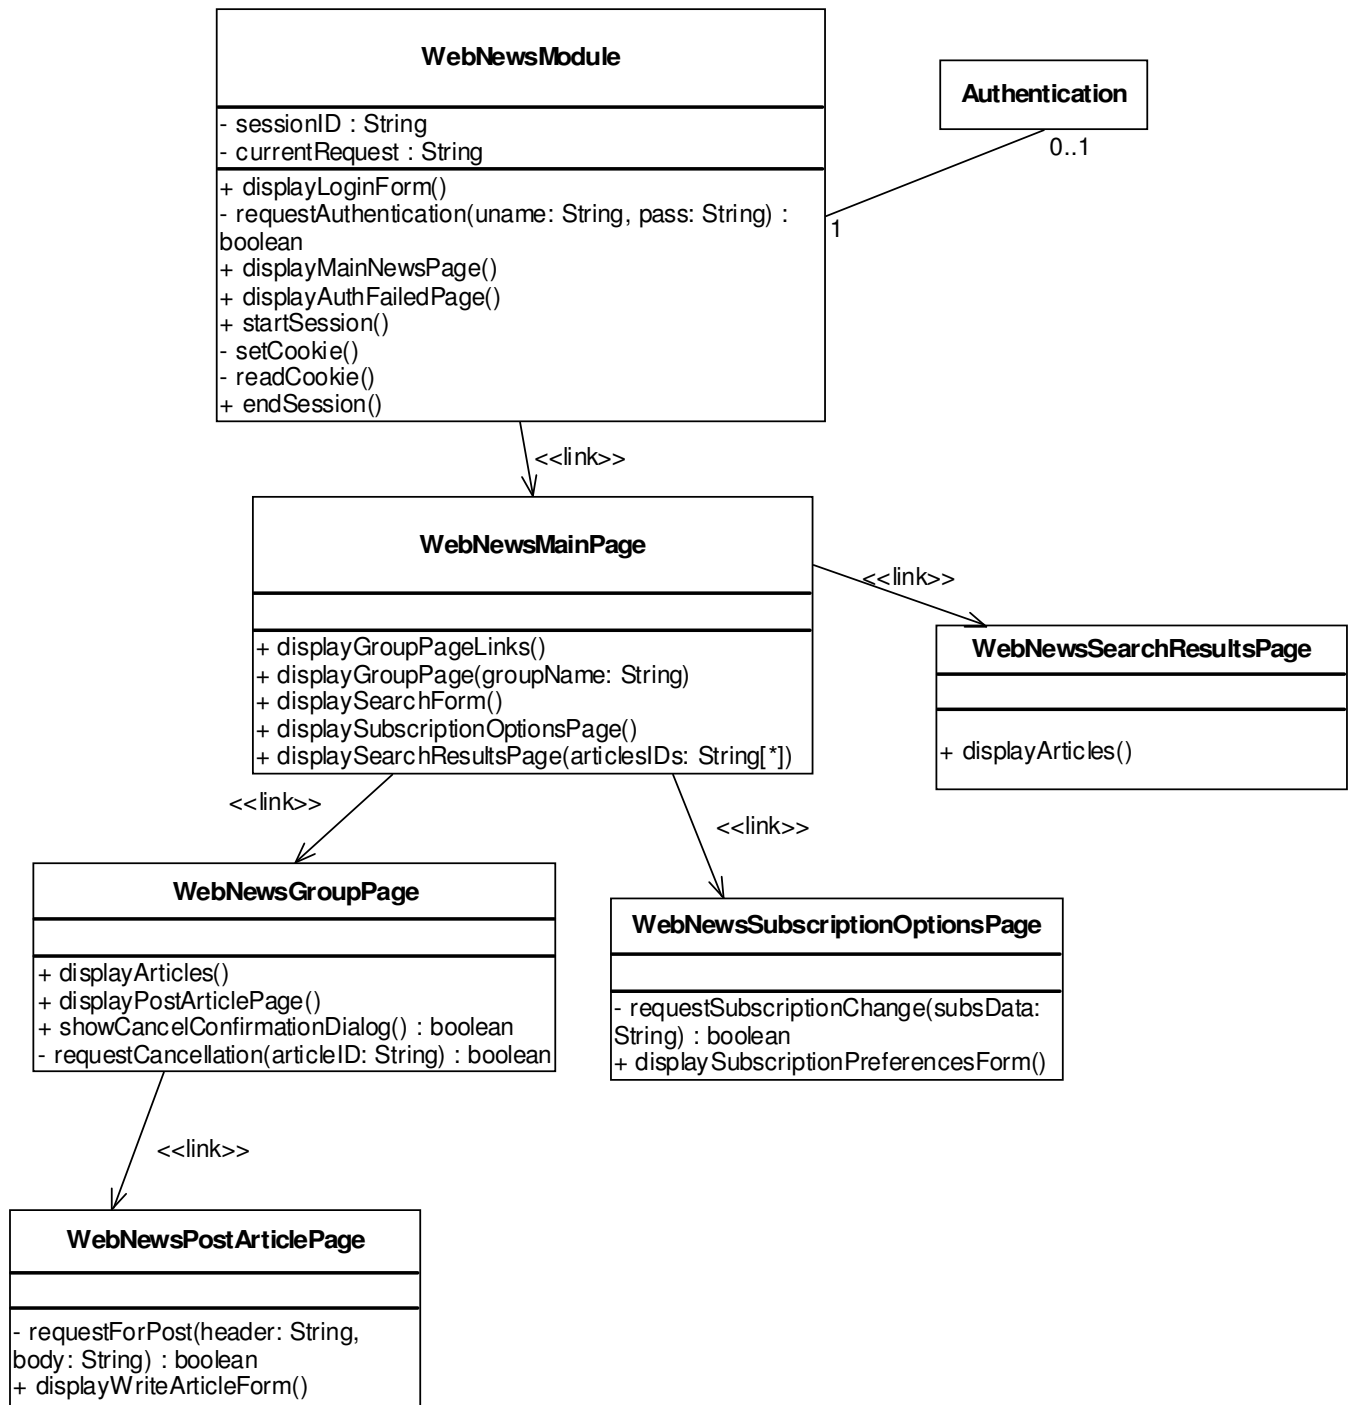 WebNewsModule
- sessionID : String
- currentRequest : String
+ displayLoginForm()
- requestAuthentication(uname: String, pass: String) :
boolean
+ displayMainNewsPage()
+ displayAuthFailedPage()
+ startSession()
- setCookie()
- readCookie()
+ endSession()
Authentication
0..1
1
<<link>>
WebNewsMainPage
+ displayGroupPageLinks()
+ displayGroupPage(groupName: String)
+ displaySearchForm()
+ displaySubscriptionOptionsPage()
+ displaySearchResultsPage(articlesIDs: String[*])
<<link>>
WebNewsSearchResultsPage
+ displayArticles()
<<link>>
<<link>>
WebNewsGroupPage
+ displayArticles()
+ displayPostArticlePage()
+ showCancelConfirmationDialog() : boolean
- requestCancellation(articleID: String) : boolean
WebNewsSubscriptionOptionsPage
- requestSubscriptionChange(subsData:
String) : boolean
+ displaySubscriptionPreferencesForm()
<<link>>
WebNewsPostArticlePage
- requestForPost(header: String,
body: String) : boolean
+ displayWriteArticleForm()